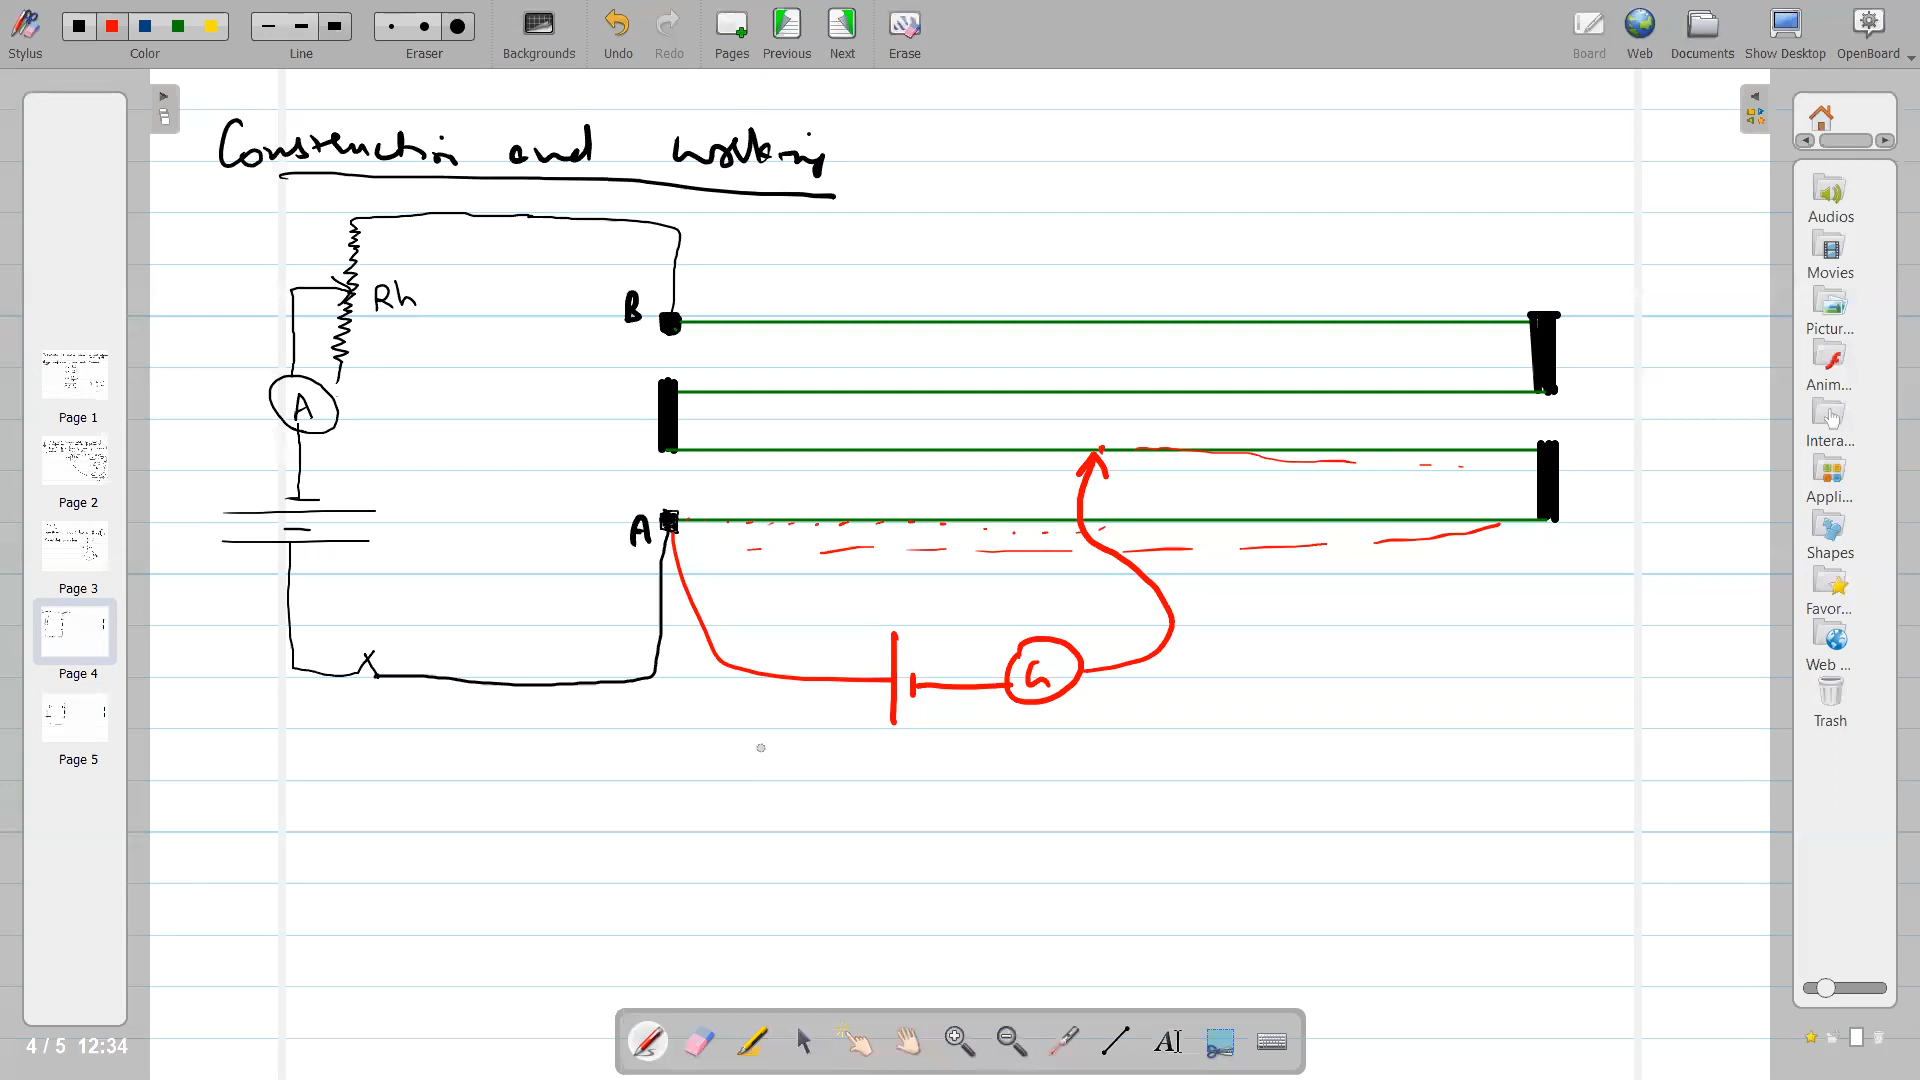 Stylus Color Line Eraser Backgrounds Undo Redo Pages Previous Next Erase Board Web Documents Show Desktop OpenBoard
Construction and working
Rh
B
A
A
G
Page 1
Page 2
Page 3
Page 4
Page 5
4 / 5 12:34
Audios
Movies
Pictur...
Anim...
Intera...
Appli...
Shapes
Favor...
Web ...
Trash
AI